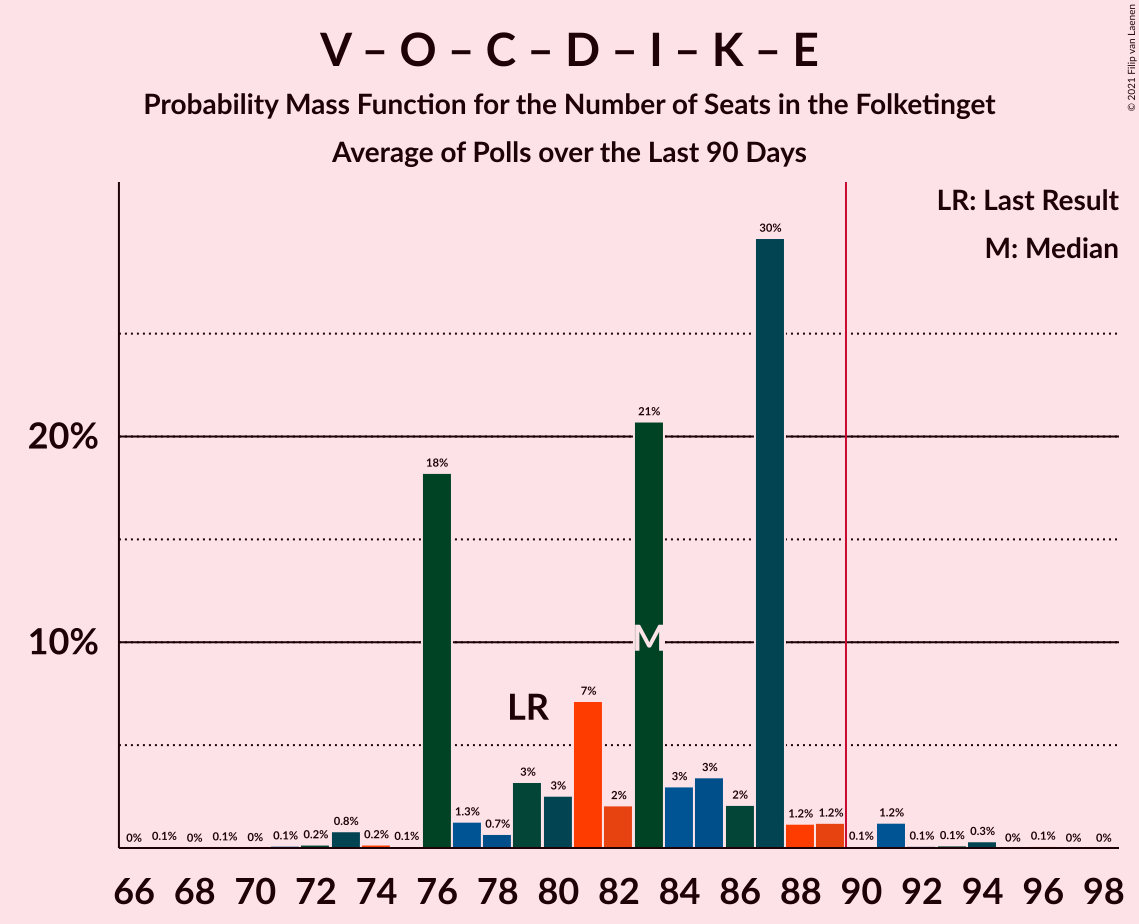 V – O – C – D – I – K – E
Probability Mass Function for the Number of Seats in the Folketinget
Average of Polls over the Last 90 Days
© 2021 Filip van Laenen
LR: Last Result
M: Median
20%
10%
0% 0.1% 0% 0.1% 0% 0.1% 0.2% 0.8% 0.2% 0.1% 18% 1.3% 0.7% 3% 3% 7% 2% 21% 3% 3% 2% 30% 1.2% 1.2% 0.1% 1.2% 0.1% 0.1% 0.3% 0% 0.1% 0% 0%
LR
M
66 68 70 72 74 76 78 80 82 84 86 88 90 92 94 96 98